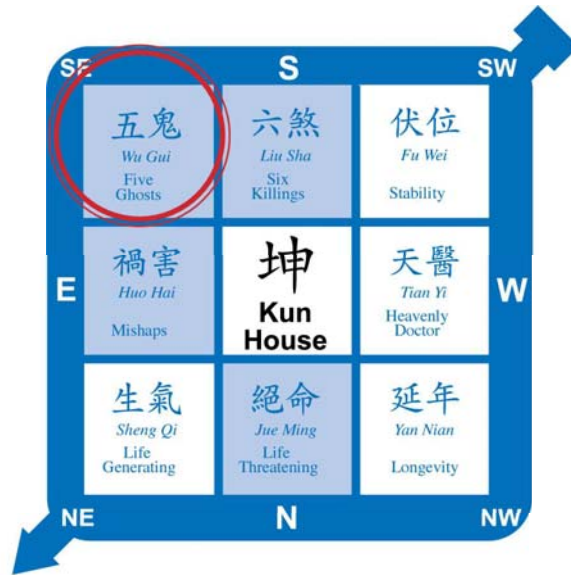 SE
S
SW
五鬼
Wu Gui
Five
Ghosts
六煞
Liu Sha
Six
Killings
伏位
Fu Wei
Stability
E
禍害
Huo Hai
Mishaps
坤
Kun
House
天醫
Tian Yi
Heavenly
Doctor
W
生氣
Sheng Qi
Life
Generating
絕命
Jue Ming
Life
Threatening
延年
Yan Nian
Longevity
NE
N
NW